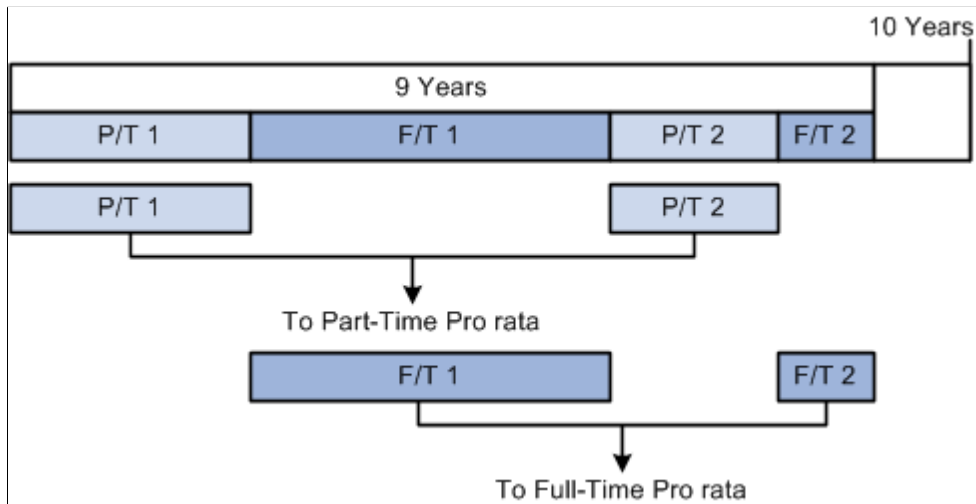 10 Years
9 Years
P/T 1 F/T 1 P/T 2 F/T 2
P/T 1 P/T 2
To Part-Time Pro rata
F/T 1 F/T 2
To Full-Time Pro rata